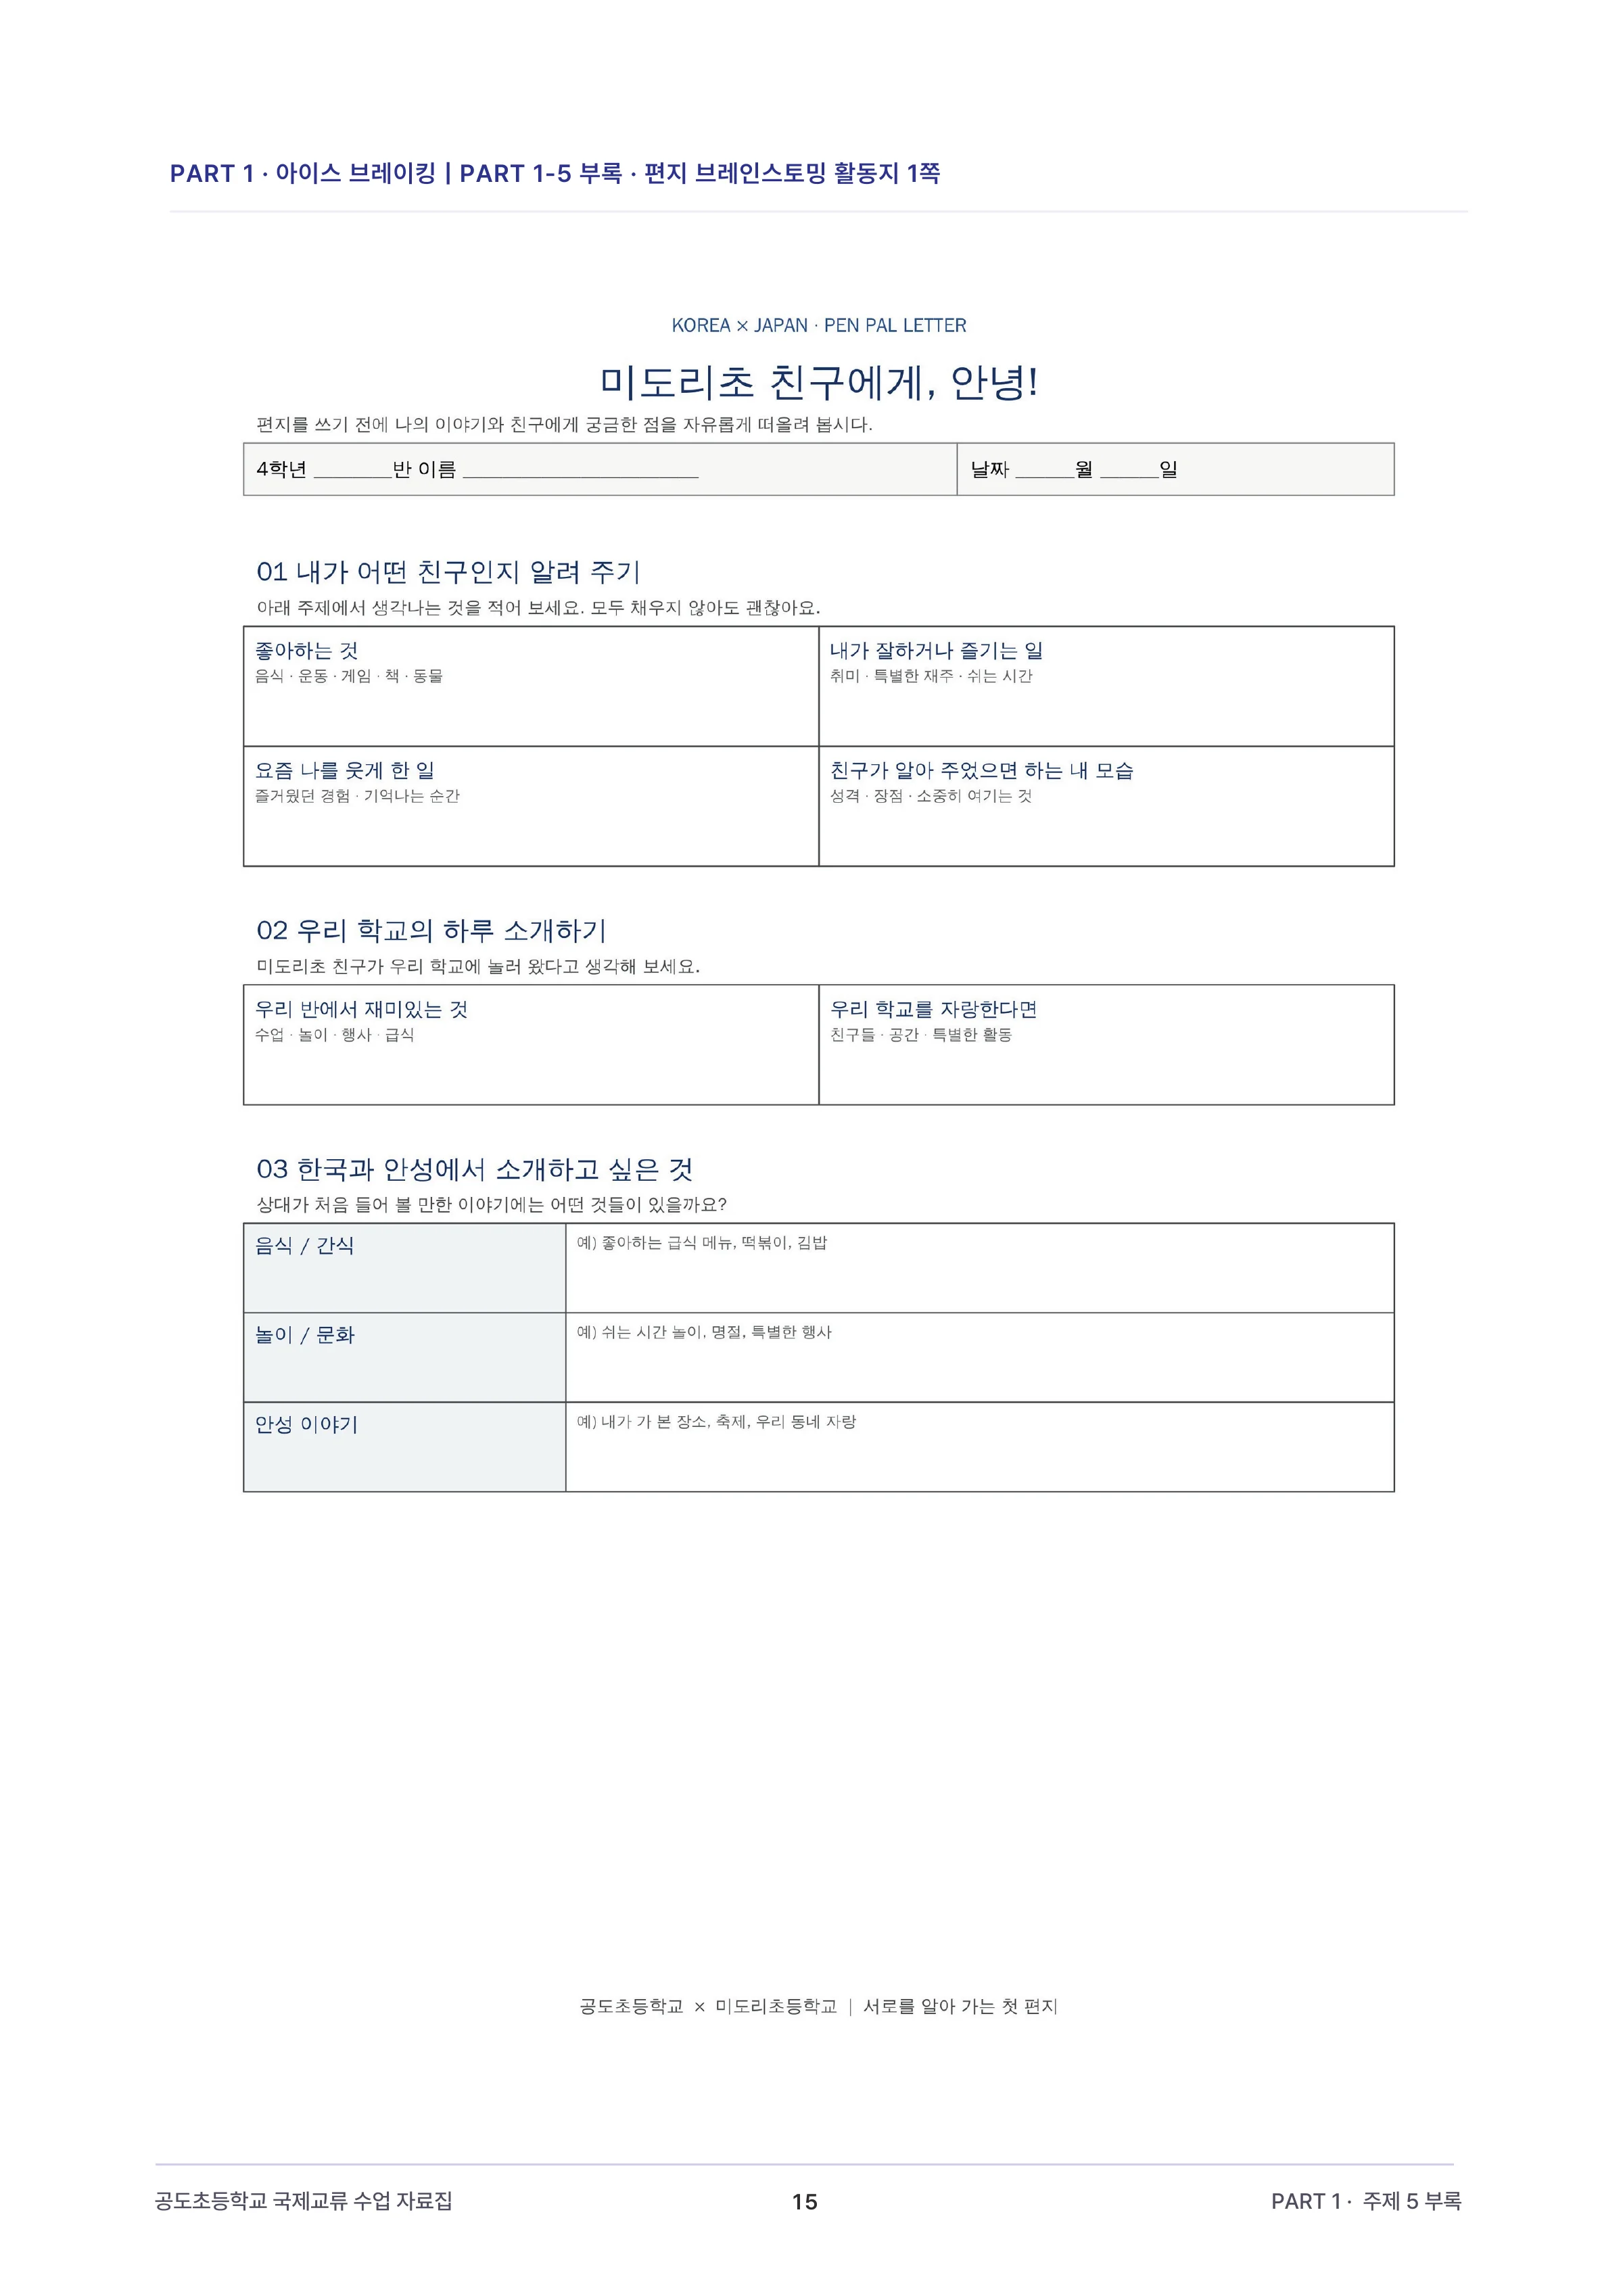 PART 1 · 아이스 브레이킹 | PART 1-5 부록 · 편지 브레인스토밍 활동지 1쪽
KOREA × JAPAN · PEN PAL LETTER
미도리초 친구에게, 안녕!
편지를 쓰기 전에 나의 이야기와 친구에게 궁금한 점을 자유롭게 떠올려 봅시다.
4학년 ________반 이름 ________________________ 날짜 ______월 ______일
01 내가 어떤 친구인지 알려 주기
아래 주제에서 생각나는 것을 적어 보세요. 모두 채우지 않아도 괜찮아요.
좋아하는 것
음식 · 운동 · 게임 · 책 · 동물
내가 잘하거나 즐기는 일
취미 · 특별한 재주 · 쉬는 시간
요즘 나를 웃게 한 일
즐거웠던 경험 · 기억나는 순간
친구가 알아 주었으면 하는 내 모습
성격 · 장점 · 소중히 여기는 것
02 우리 학교의 하루 소개하기
미도리초 친구가 우리 학교에 놀러 왔다고 생각해 보세요.
우리 반에서 재미있는 것
수업 · 놀이 · 행사 · 급식
우리 학교를 자랑한다면
친구들 · 공간 · 특별한 활동
03 한국과 안성에서 소개하고 싶은 것
상대가 처음 들어 볼 만한 이야기에는 어떤 것들이 있을까요?
음식 / 간식
예) 좋아하는 급식 메뉴, 떡볶이, 김밥
놀이 / 문화
예) 쉬는 시간 놀이, 명절, 특별한 행사
안성 이야기
예) 내가 가 본 장소, 축제, 우리 동네 자랑
공도초등학교 × 미도리초등학교 | 서로를 알아 가는 첫 편지
공도초등학교 국제교류 수업 자료집
15
PART 1 · 주제 5 부록